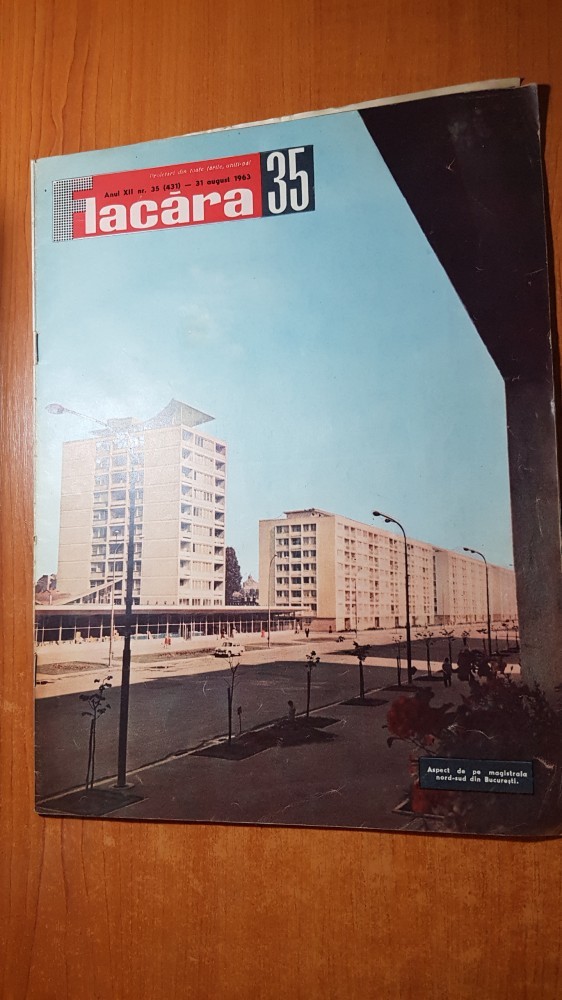 Proletari din toate țările, uniți-vă!
Anul XII nr. 35 (431) — 31 august 1963
Flacăra
35
Aspect de pe magistrala
nord-sud din București.